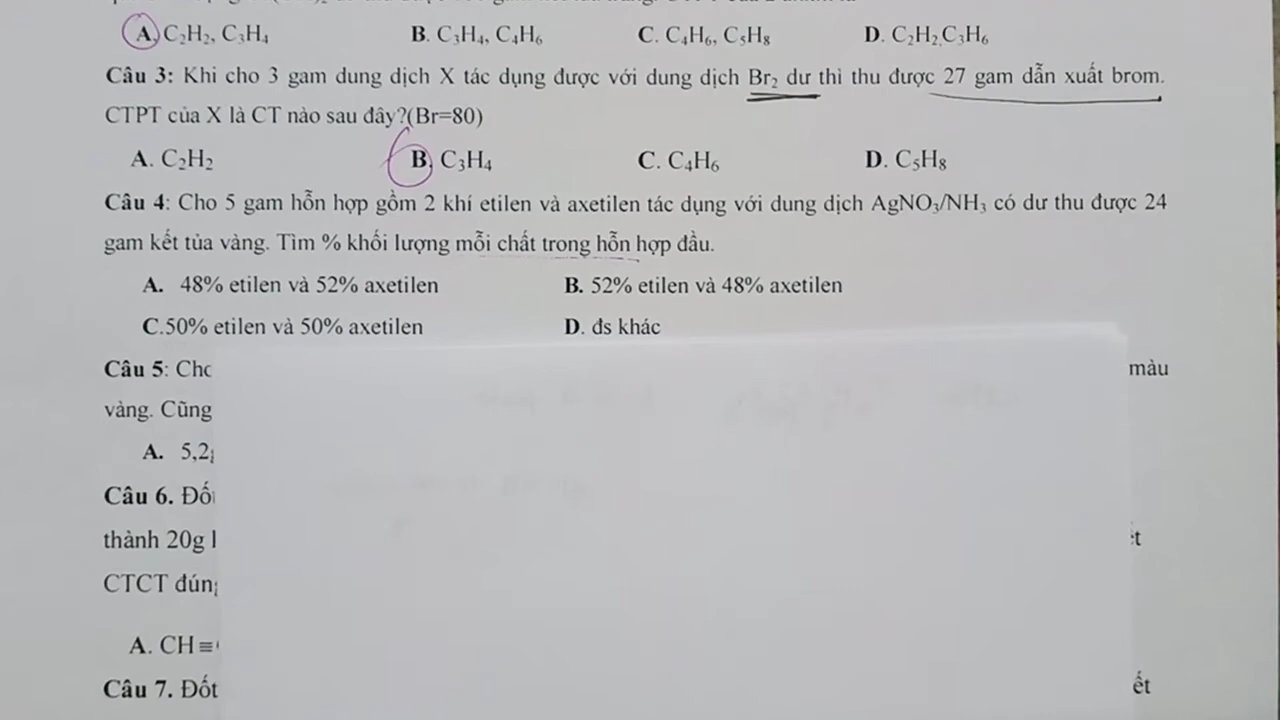 A. C₂H₂, C₃H₄ B. C₃H₄, C₄H₆ C. C₄H₆, C₅H₈ D. C₂H₂,C₃H₆
Câu 3: Khi cho 3 gam dung dịch X tác dụng được với dung dịch Br₂ dư thì thu được 27 gam dẫn xuất brom.
CTPT của X là CT nào sau đây?(Br=80)
A. C₂H₂ B. C₃H₄ C. C₄H₆ D. C₅H₈
Câu 4: Cho 5 gam hỗn hợp gồm 2 khí etilen và axetilen tác dụng với dung dịch AgNO₃/NH₃ có dư thu được 24
gam kết tủa vàng. Tìm % khối lượng mỗi chất trong hỗn hợp đầu.
A. 48% etilen và 52% axetilen B. 52% etilen và 48% axetilen
C.50% etilen và 50% axetilen D. đs khác
Câu 5: Cho màu
vàng. Cũng
A. 5,2
Câu 6. Đố
thành 20g
CTCT đún
A. CH≡
Câu 7. Đốt ết